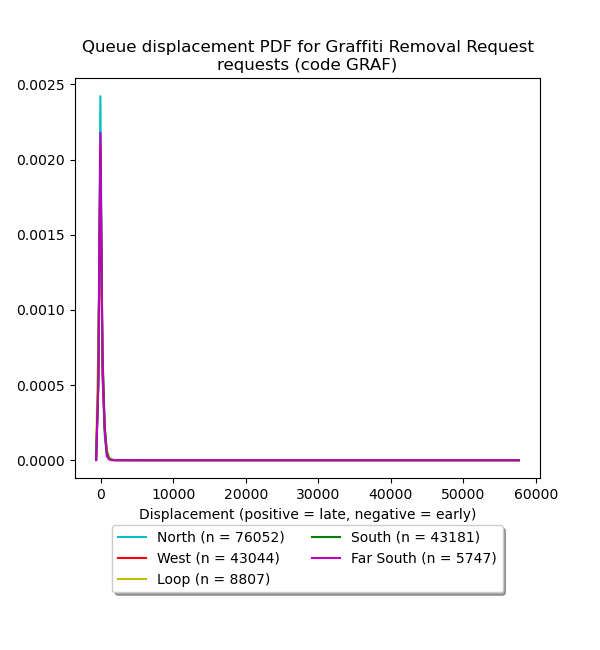 Queue displacement PDF for Graffiti Removal Request
requests (code GRAF)
0.0025
0.0020
0.0015
0.0010
0.0005
0.0000
0 10000 20000 30000 40000 50000 60000
Displacement (positive = late, negative = early)
North (n = 76052) South (n = 43181)
West (n = 43044) Far South (n = 5747)
Loop (n = 8807)